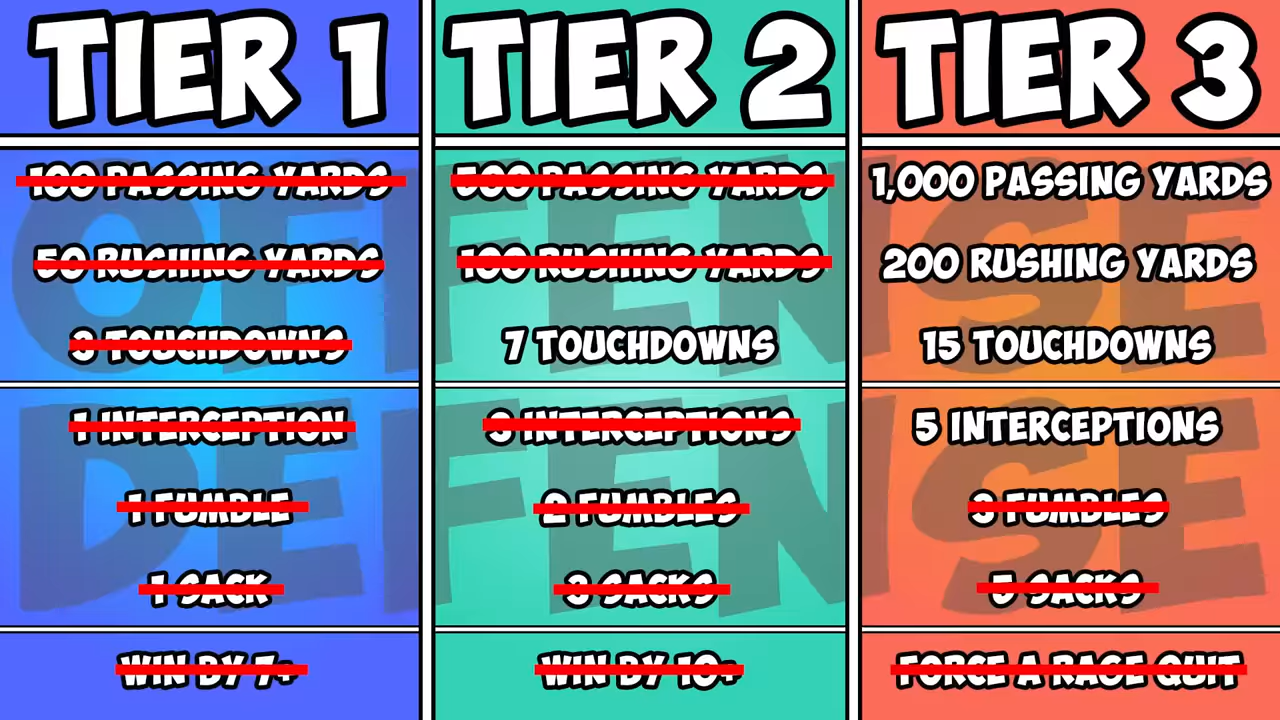 TIER 1
100 PASSING YARDS
50 RUSHING YARDS
3 TOUCHDOWNS
1 INTERCEPTION
1 FUMBLE
1 SACK
WIN BY 7+
TIER 2
500 PASSING YARDS
100 RUSHING YARDS
7 TOUCHDOWNS
3 INTERCEPTIONS
2 FUMBLES
3 SACKS
WIN BY 10+
TIER 3
1,000 PASSING YARDS
200 RUSHING YARDS
15 TOUCHDOWNS
5 INTERCEPTIONS
3 FUMBLES
5 SACKS
FORCE A RAGE QUIT
OFFENSE
DEFENSE